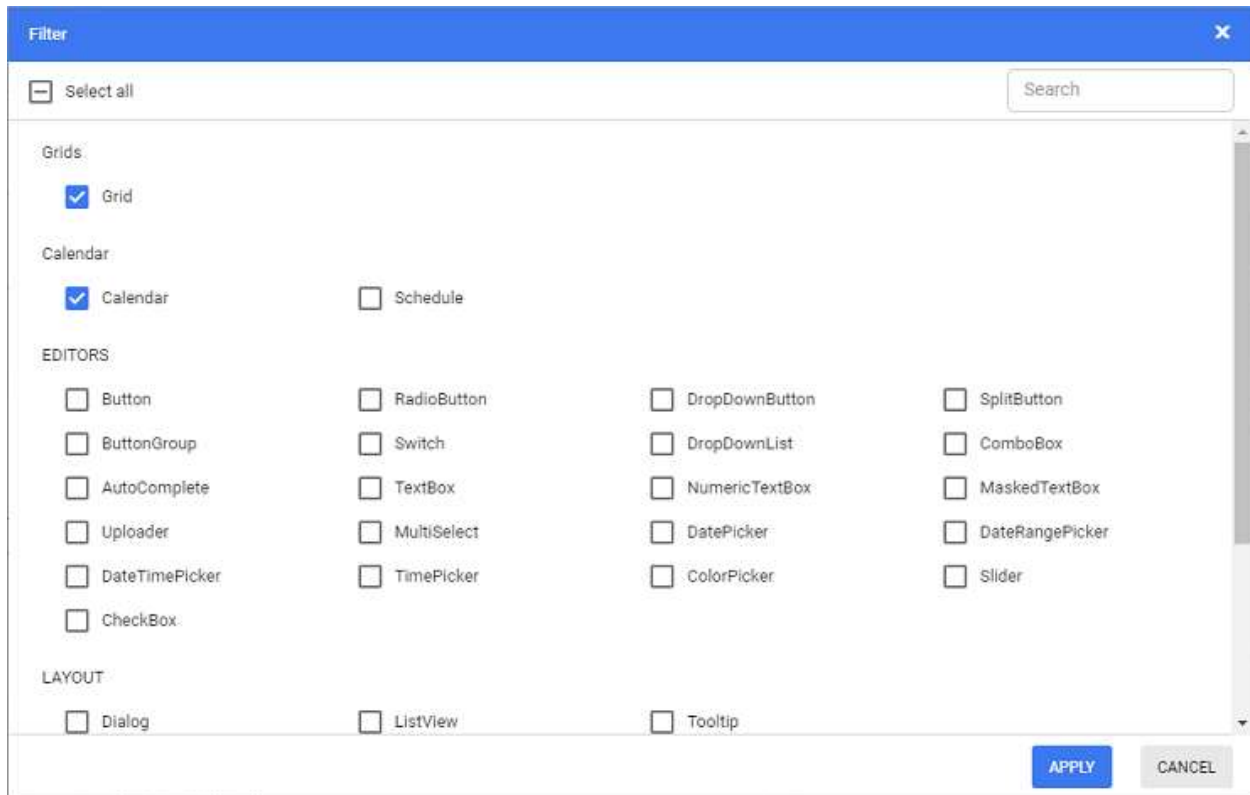 Filter
Select all Search
Grids
Grid
Calendar
Calendar Schedule
EDITORS
Button RadioButton DropDownButton SplitButton
ButtonGroup Switch DropDownList ComboBox
AutoComplete TextBox NumericTextBox MaskedTextBox
Uploader MultiSelect DatePicker DateRangePicker
DateTimePicker TimePicker ColorPicker Slider
CheckBox
LAYOUT
Dialog ListView Tooltip
APPLY CANCEL